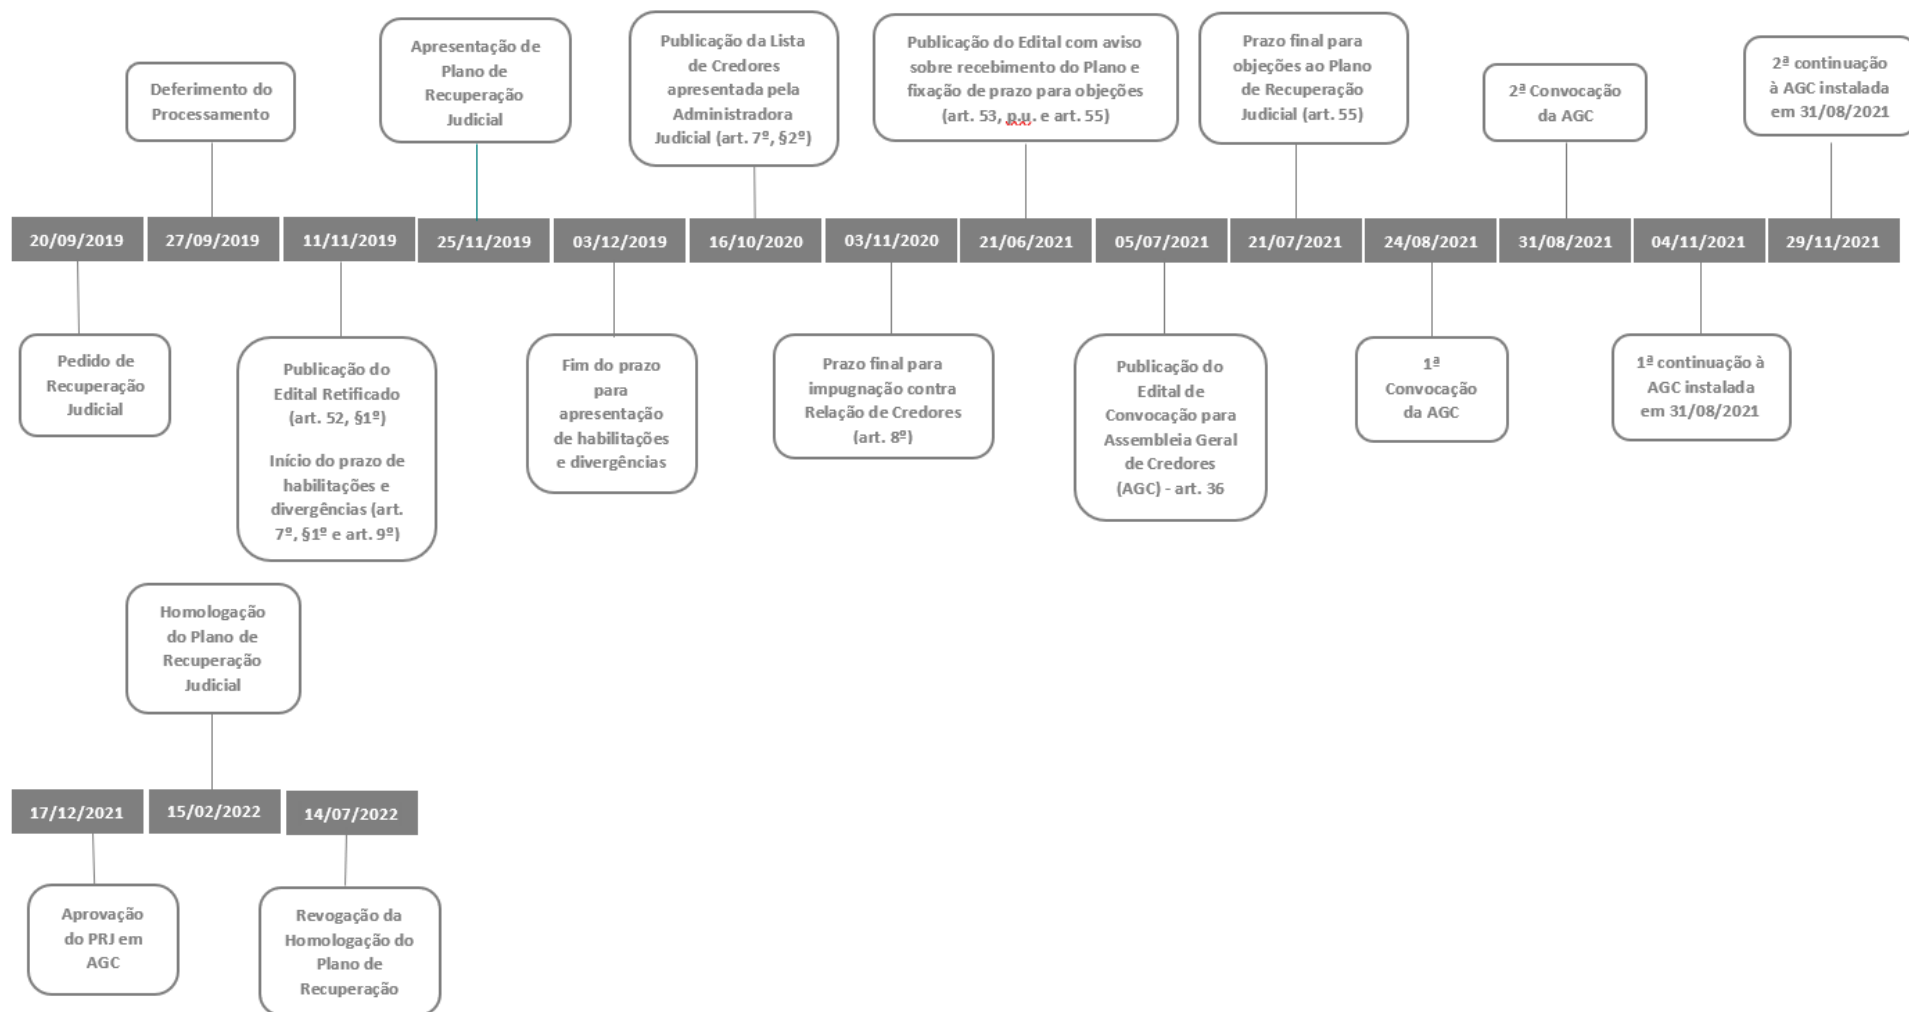 Deferimento do
Processamento
Apresentação de
Plano de
Recuperação
Judicial
Publicação da Lista
de Credores
apresentada pela
Administradora
Judicial (art. 7º, §2º)
Publicação do Edital com aviso
sobre recebimento do Plano e
fixação de prazo para objeções
(art. 53, p.u. e art. 55)
Prazo final para
objeções ao Plano
de Recuperação
Judicial (art. 55)
2ª Convocação
da AGC
2ª continuação
à AGC instalada
em 31/08/2021
20/09/2019
27/09/2019
11/11/2019
25/11/2019
03/12/2019
16/10/2020
03/11/2020
21/06/2021
05/07/2021
21/07/2021
24/08/2021
31/08/2021
04/11/2021
29/11/2021
Pedido de
Recuperação
Judicial
Publicação do
Edital Retificado
(art. 52, §1º)
Início do prazo de
habilitações e
divergências (art.
7º, §1º e art. 9º)
Fim do prazo
para
apresentação
de habilitações
e divergências
Prazo final para
impugnação contra
Relação de Credores
(art. 8º)
Publicação do
Edital de
Convocação para
Assembleia Geral
de Credores
(AGC) - art. 36
1ª
Convocação
da AGC
1ª continuação à
AGC instalada
em 31/08/2021
Homologação
do Plano de
Recuperação
Judicial
17/12/2021
15/02/2022
14/07/2022
Aprovação
do PRJ em
AGC
Revogação da
Homologação do
Plano de
Recuperação